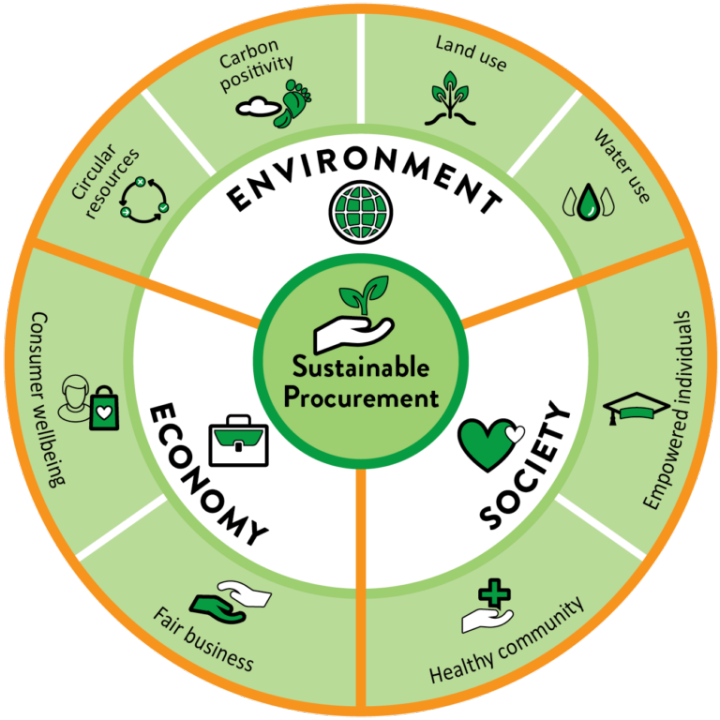 Carbon
positivity
Land use
Circular
resources
Water use
ENVIRONMENT
Sustainable
Procurement
Consumer wellbeing
Empowered individuals
ECONOMY
SOCIETY
Fair business
Healthy community